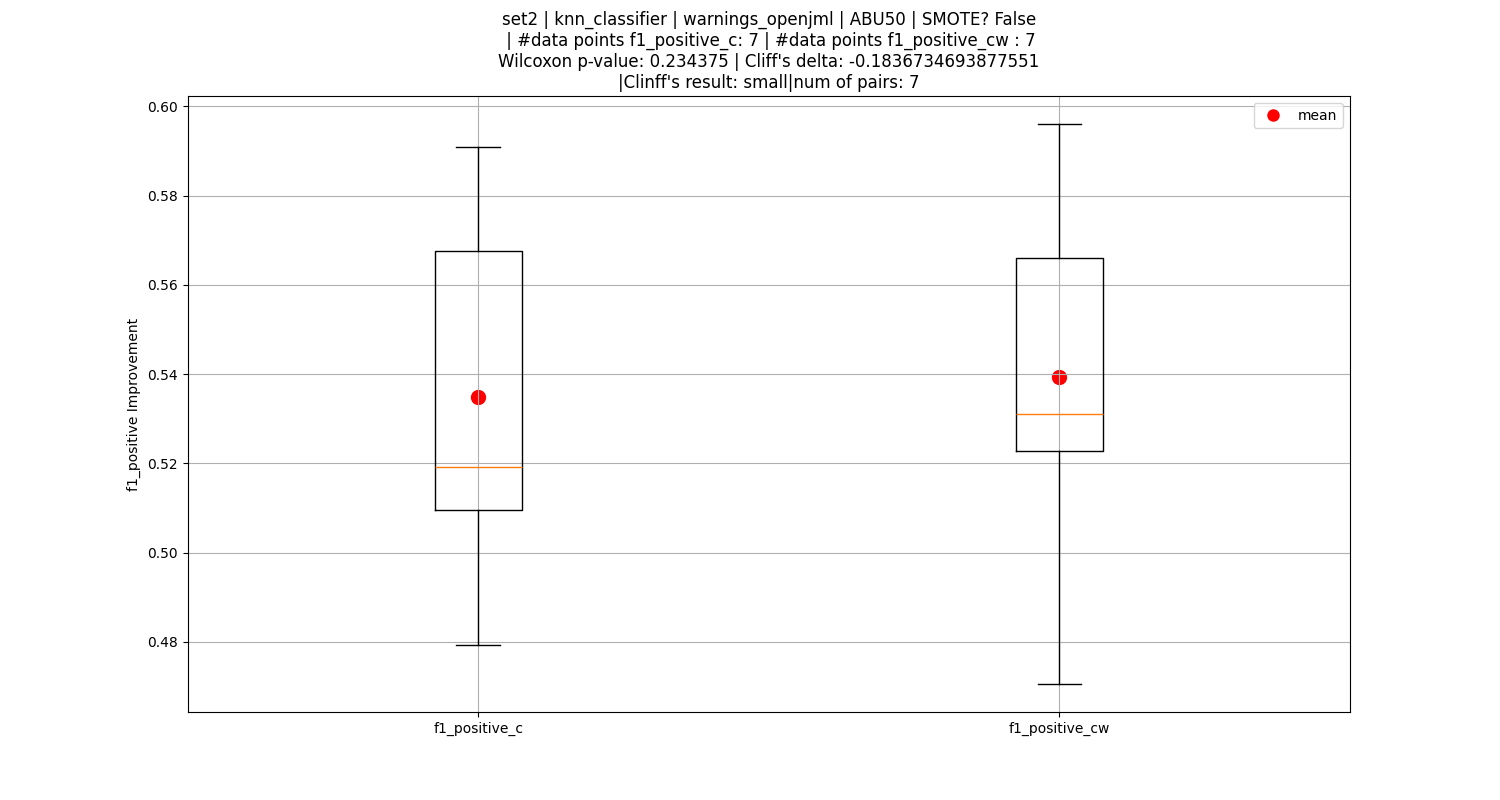 set2 | knn_classifier | warnings_openjml | ABU50 | SMOTE? False
| #data points f1_positive_c: 7 | #data points f1_positive_cw : 7
Wilcoxon p-value: 0.234375 | Cliff's delta: -0.1836734693877551
|Clinff's result: small|num of pairs: 7
mean
0.60
0.58
0.56
0.54
0.52
0.50
0.48
f1_positive Improvement
f1_positive_c
f1_positive_cw